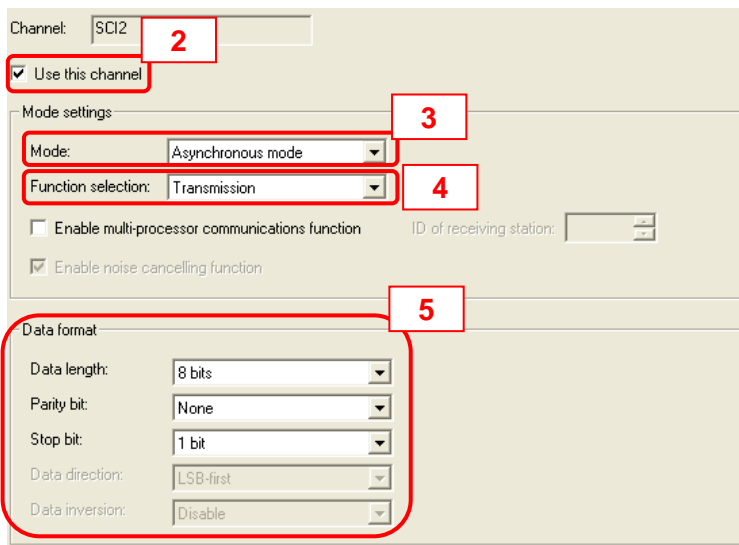 Channel: SCI2
2
Use this channel
Mode settings
3
Mode: Asynchronous mode
Function selection: Transmission
4
Enable multi-processor communications function ID of receiving station:
Enable noise cancelling function
5
Data format
Data length: 8 bits
Parity bit: None
Stop bit: 1 bit
Data direction: LSB-first
Data inversion: Disable